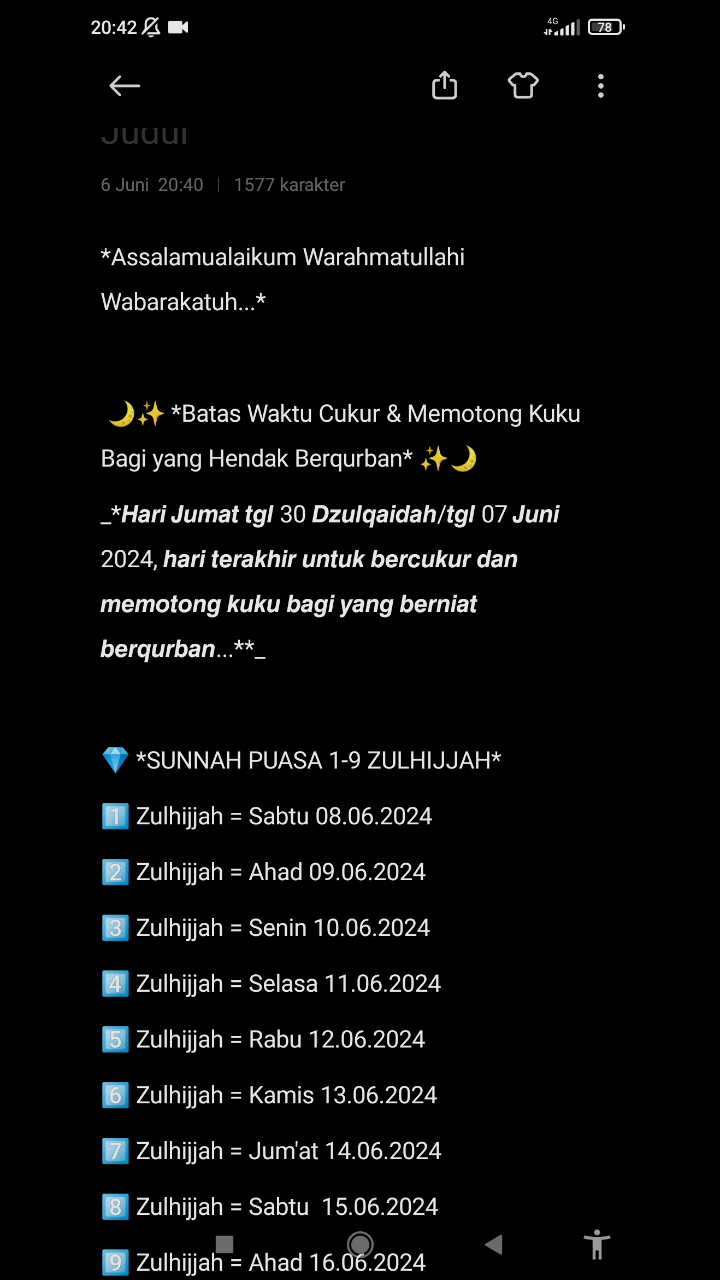 20:42 4G 78
Judul
6 Juni 20:40 | 1577 karakter
*Assalamualaikum Warahmatullahi
Wabarakatuh...*
🌙✨ *Batas Waktu Cukur & Memotong Kuku
Bagi yang Hendak Berqurban* ✨🌙
_*Hari Jumat tgl 30 Dzulqaidah/tgl 07 Juni
2024, hari terakhir untuk bercukur dan
memotong kuku bagi yang berniat
berqurban...**_
💎 *SUNNAH PUASA 1-9 ZULHIJJAH*
1️⃣ Zulhijjah = Sabtu 08.06.2024
2️⃣ Zulhijjah = Ahad 09.06.2024
3️⃣ Zulhijjah = Senin 10.06.2024
4️⃣ Zulhijjah = Selasa 11.06.2024
5️⃣ Zulhijjah = Rabu 12.06.2024
6️⃣ Zulhijjah = Kamis 13.06.2024
7️⃣ Zulhijjah = Jum'at 14.06.2024
8️⃣ Zulhijjah = Sabtu  15.06.2024
9️⃣ Zulhijjah = Ahad 16.06.2024